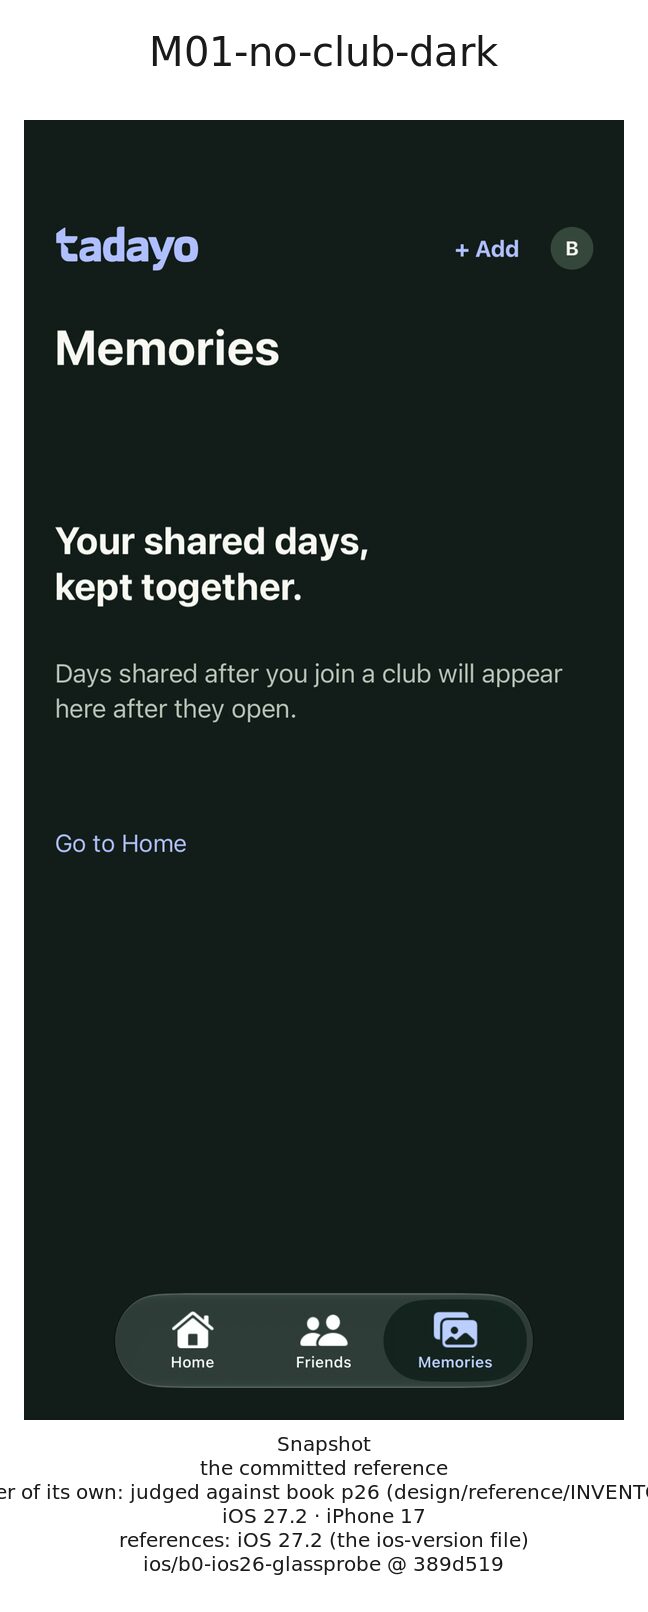 M01-no-club-dark
tadayo
+ Add
B
Memories
Your shared days,
kept together.
Days shared after you join a club will appear
here after they open.
Go to Home
Home
Friends
Memories
Snapshot
the committed reference
of its own: judged against book p26 (design/reference/
iOS 27.2 · iPhone 17
references: iOS 27.2 (the ios-version file)
ios/b0-ios26-glassprobe @ 389d519